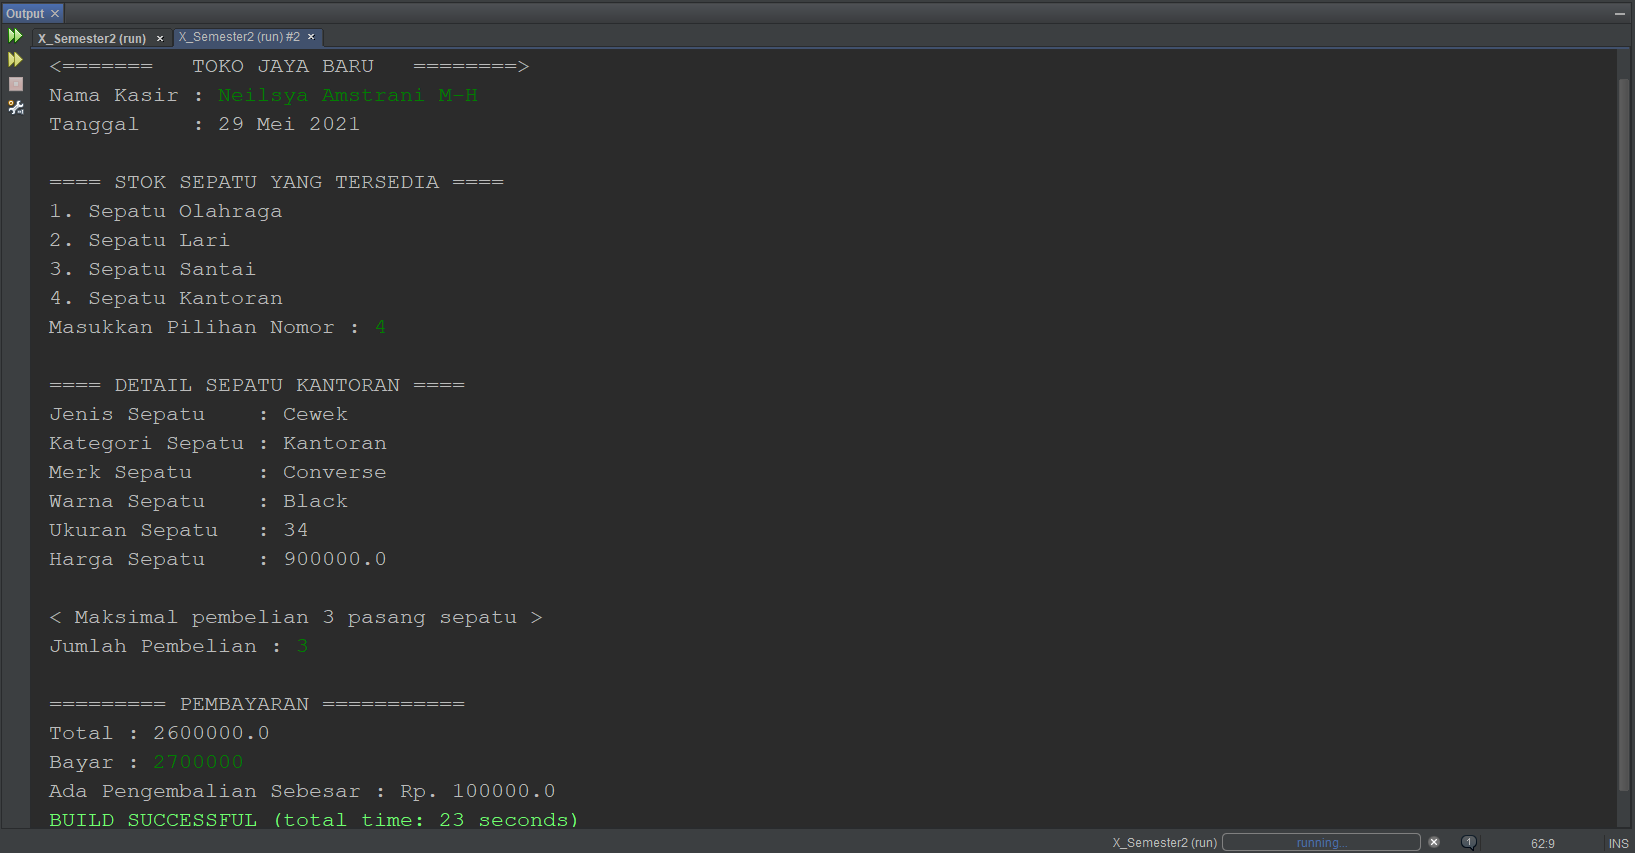 Output
X_Semester2 (run)
X_Semester2 (run) #2
<=======   TOKO JAYA BARU   ========>
Nama Kasir : Neilsya Amstrani M-H
Tanggal    : 29 Mei 2021
==== STOK SEPATU YANG TERSEDIA ====
1. Sepatu Olahraga
2. Sepatu Lari
3. Sepatu Santai
4. Sepatu Kantoran
Masukkan Pilihan Nomor : 4
==== DETAIL SEPATU KANTORAN ====
Jenis Sepatu    : Cewek
Kategori Sepatu : Kantoran
Merk Sepatu     : Converse
Warna Sepatu    : Black
Ukuran Sepatu   : 34
Harga Sepatu    : 900000.0
< Maksimal pembelian 3 pasang sepatu >
Jumlah Pembelian : 3
========= PEMBAYARAN ===========
Total : 2600000.0
Bayar : 2700000
Ada Pengembalian Sebesar : Rp. 100000.0
BUILD SUCCESSFUL (total time: 23 seconds)
X_Semester2 (run) running... 1 62:9 INS